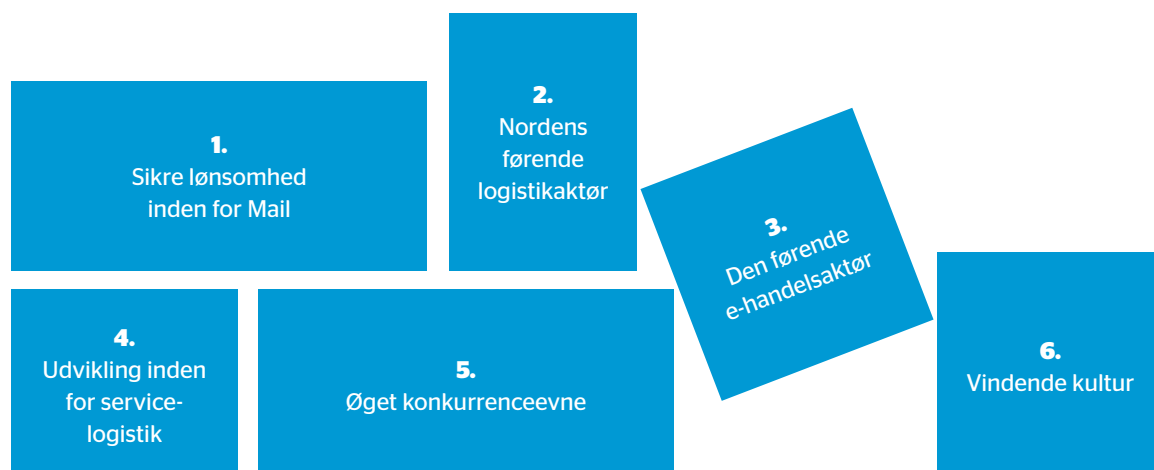 1.
Sikre lønsomhed
inden for Mail
2.
Nordens
førende
logistikaktør
3.
Den førende
e-handelsaktør
4.
Udvikling inden
for service-
logistik
5.
Øget konkurrenceevne
6.
Vindende kultur